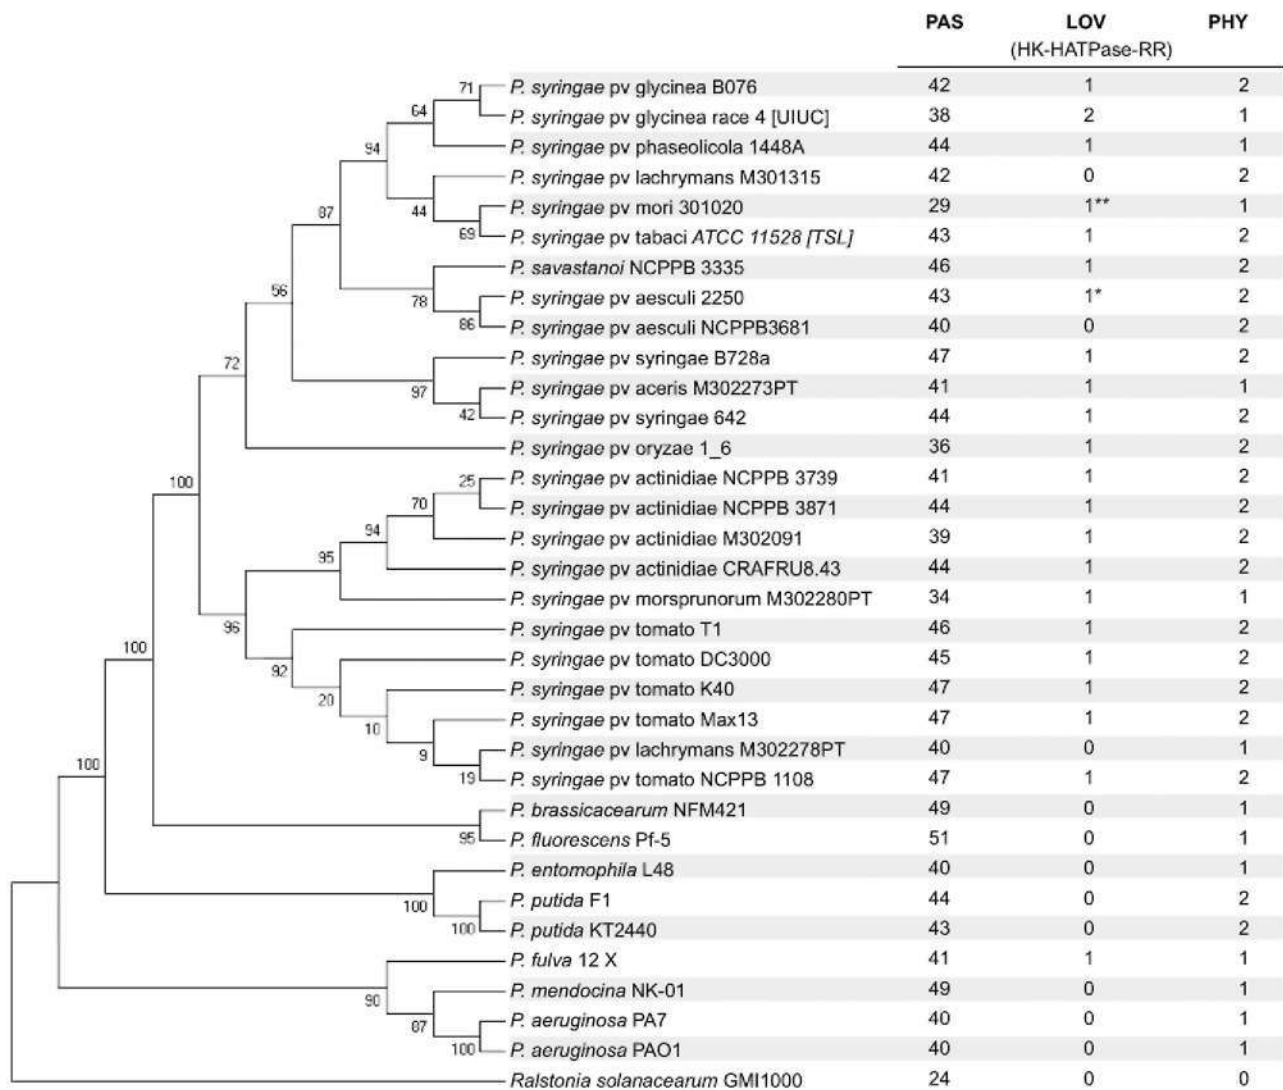 PAS LOV PHY
(HK-HATPase-RR)
71 P. syringae pv glycinea B076 42 1 2
P. syringae pv glycinea race 4 [UIUC] 38 2 1
64
P. syringae pv phaseolicola 1448A 44 1 1
94
P. syringae pv lachrymans M301315 42 0 2
44 P. syringae pv mori 301020 29 1** 1
87
69 P. syringae pv tabaci ATCC 11528 [TSL] 43 1 2
P. savastanoi NCPPB 3335 46 1 2
56 78 P. syringae pv aesculi 2250 43 1* 2
86 P. syringae pv aesculi NCPPB3681 40 0 2
72 P. syringae pv syringae B728a 47 1 2
97 P. syringae pv aceris M302273PT 41 1 1
42 P. syringae pv syringae 642 44 1 2
P. syringae pv oryzae 1_6 36 1 2
100 25 P. syringae pv actinidiae NCPPB 3739 41 1 2
70 P. syringae pv actinidiae NCPPB 3871 44 1 2
94 P. syringae pv actinidiae M302091 39 1 2
95 P. syringae pv actinidiae CRAFRU8.43 44 1 2
P. syringae pv morsprunorum M302280PT 34 1 1
96 P. syringae pv tomato T1 46 1 2
100 92 P. syringae pv tomato DC3000 45 1 2
20 P. syringae pv tomato K40 47 1 2
10 P. syringae pv tomato Max13 47 1 2
9 P. syringae pv lachrymans M302278PT 40 0 1
100 19 P. syringae pv tomato NCPPB 1108 47 1 2
P. brassicacearum NFM421 49 0 1
95 P. fluorescens Pf-5 51 0 1
P. entomophila L48 40 0 1
100 P. putida F1 44 0 2
100 P. putida KT2440 43 0 2
P. fulva 12 X 41 1 1
90 P. mendocina NK-01 49 0 1
87 P. aeruginosa PA7 40 0 1
100 P. aeruginosa PAO1 40 0 1
Ralstonia solanacearum GMI1000 24 0 0